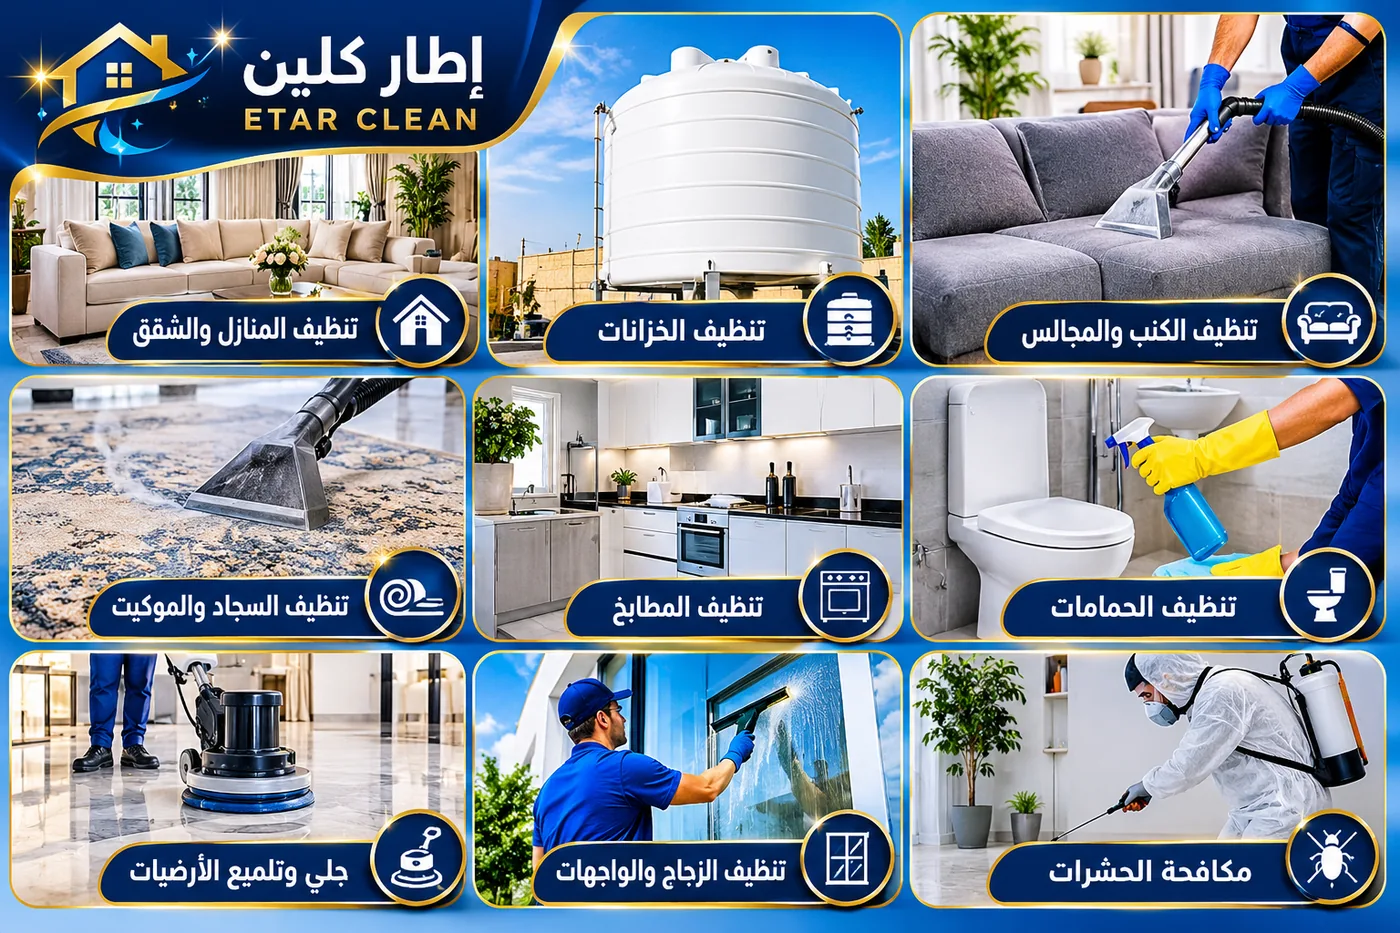 إطار كلين
ETAR CLEAN
تنظيف الكنب والمجالس
تنظيف الخزانات
تنظيف المنازل والشقق
تنظيف الحمامات
تنظيف المطابخ
تنظيف السجاد والموكيت
مكافحة الحشرات
تنظيف الزجاج والواجهات
جلي وتلميع الأرضيات